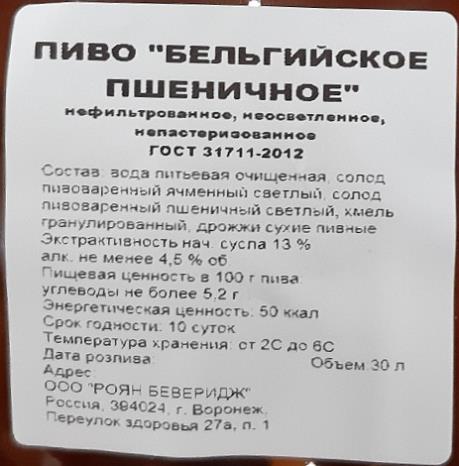 ПИВО "БЕЛЬГИЙСКОЕ
ПШЕНИЧНОЕ"
нефильтрованное, неосветленное,
непастеризованное
ГОСТ 31711-2012
Состав: вода питьевая очищенная, солод
пивоваренный ячменный светлый, солод
пивоваренный пшеничный светлый, хмель
гранулированный, дрожжи сухие пивные
Экстрактивность нач. сусла 13 %
алк. не менее 4,5 % об
Пищевая ценность в 100 г пива:
углеводы не более 5,2 г
Энергетическая ценность: 50 ккал
Срок годности: 10 суток
Температура хранения: от 2С до 6С
Дата розлива: Объем 30 л
Адрес:
ООО "РОЯН БЕВЕРИДЖ"
Россия, 394024, г. Воронеж,
Переулок здоровья 27а, п. 1